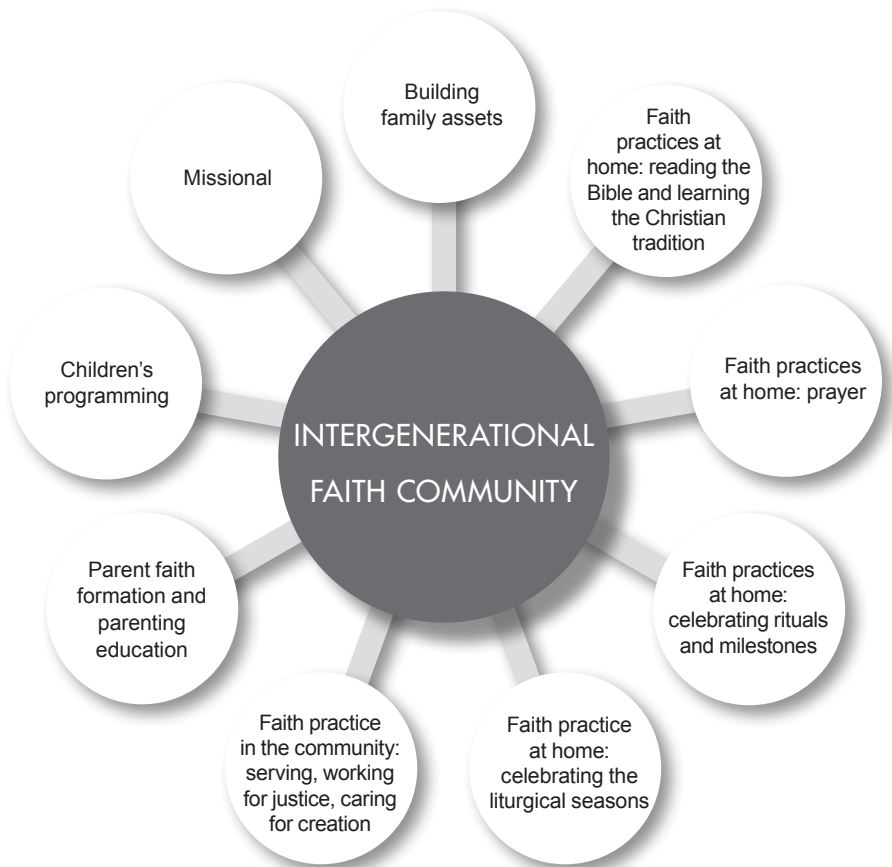 Building
family assets
Faith
practices at
home: reading the
Bible and learning
the Christian
tradition
Faith practices
at home: prayer
Faith practices
at home:
celebrating rituals
and milestones
Faith practice
at home:
celebrating the
liturgical seasons
Faith practice
in the community:
serving, working
for justice, caring
for creation
Parent faith
formation and
parenting
education
Children’s
programming
Missional
INTERGENERATIONAL
FAITH COMMUNITY